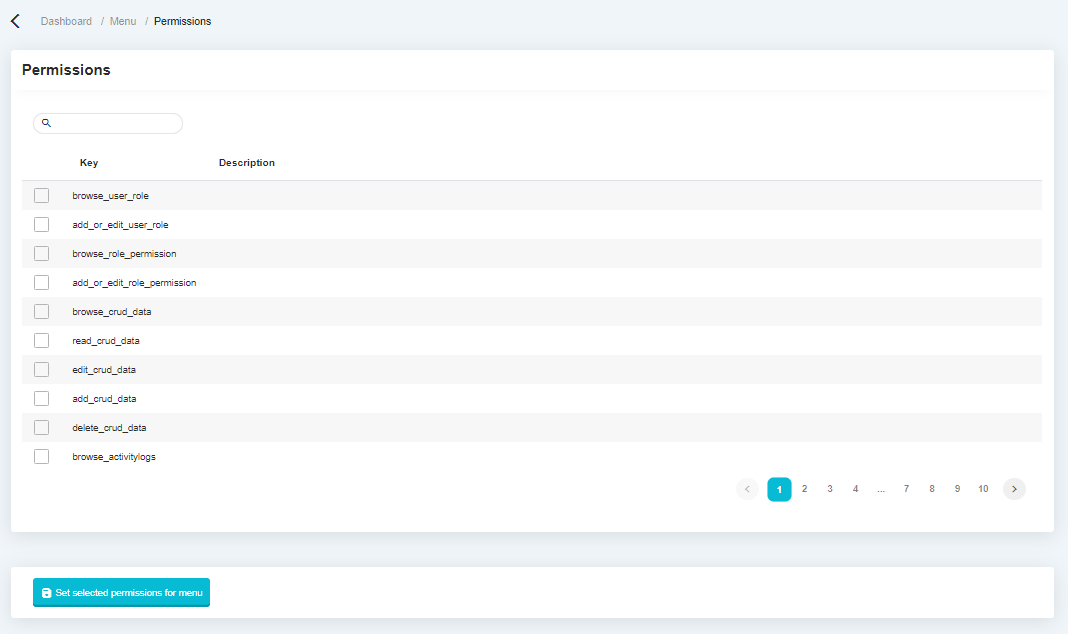 Dashboard / Menu / Permissions
Permissions
Key Description
browse_user_role
add_or_edit_user_role
browse_role_permission
add_or_edit_role_permission
browse_crud_data
read_crud_data
edit_crud_data
add_crud_data
delete_crud_data
browse_activitylogs
1 2 3 4 ... 7 8 9 10
Set selected permissions for menu